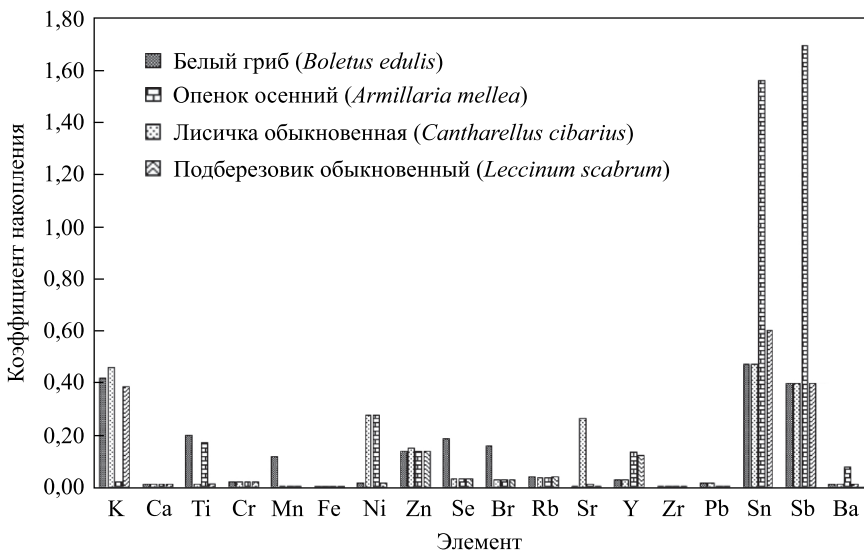 1,80
1,60
1,40
1,20
1,00
0,80
0,60
0,40
0,20
0,00
Коэффициент накопления
Белый гриб (Boletus edulis)
Опенок осенний (Armillaria mellea)
Лисичка обыкновенная (Cantharellus cibarius)
Подберезовик обыкновенный (Leccinum scabrum)
K Ca Ti Cr Mn Fe Ni Zn Se Br Rb Sr Y Zr Pb Sn Sb Ba
Элемент